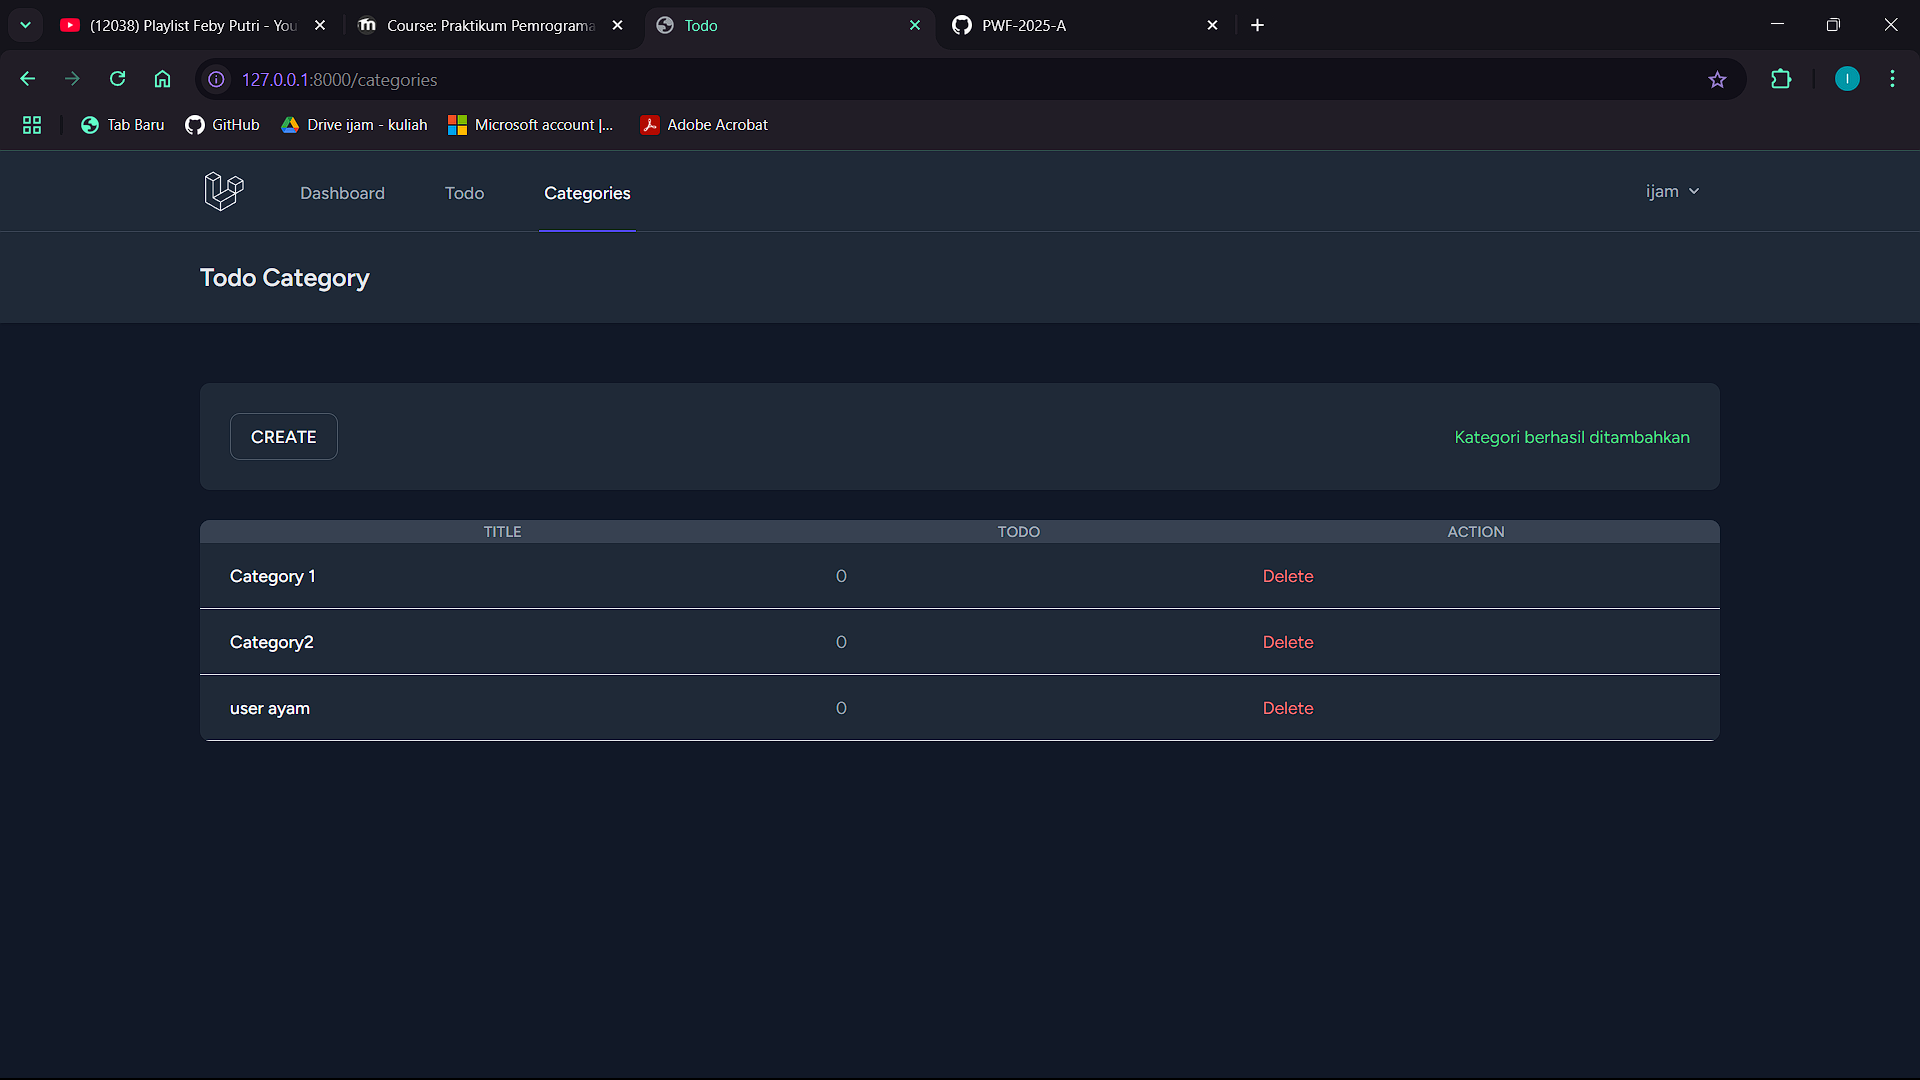 (12038) Playlist Feby Putri - You
Course: Praktikum Pemrograma
Todo
PWF-2025-A
127.0.0.1:8000/categories
I
Tab Baru
GitHub
Drive ijam - kuliah
Microsoft account |...
Adobe Acrobat
Dashboard
Todo
Categories
ijam
Todo Category
CREATE
Kategori berhasil ditambahkan
TITLE TODO ACTION
Category 1 0 Delete
Category2 0 Delete
user ayam 0 Delete